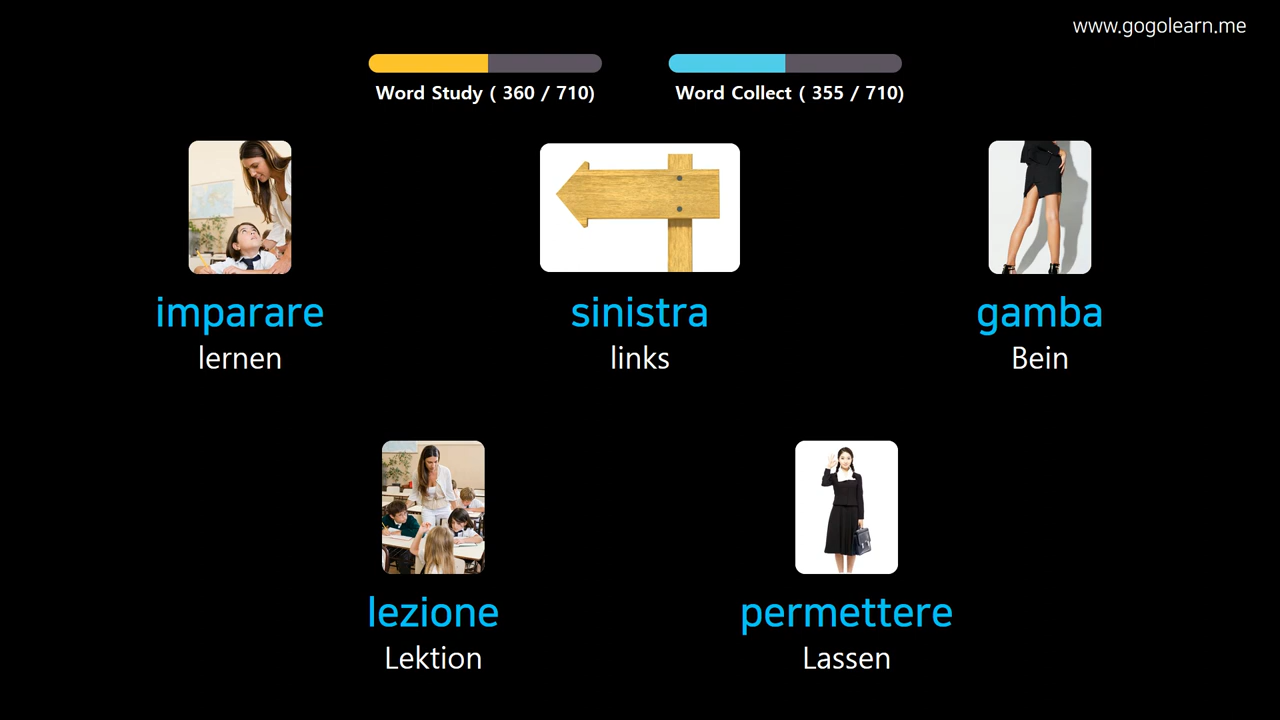 www.gogolearn.me
Word Study ( 360 / 710)
Word Collect ( 355 / 710)
imparare
lernen
sinistra
links
gamba
Bein
lezione
Lektion
permettere
Lassen